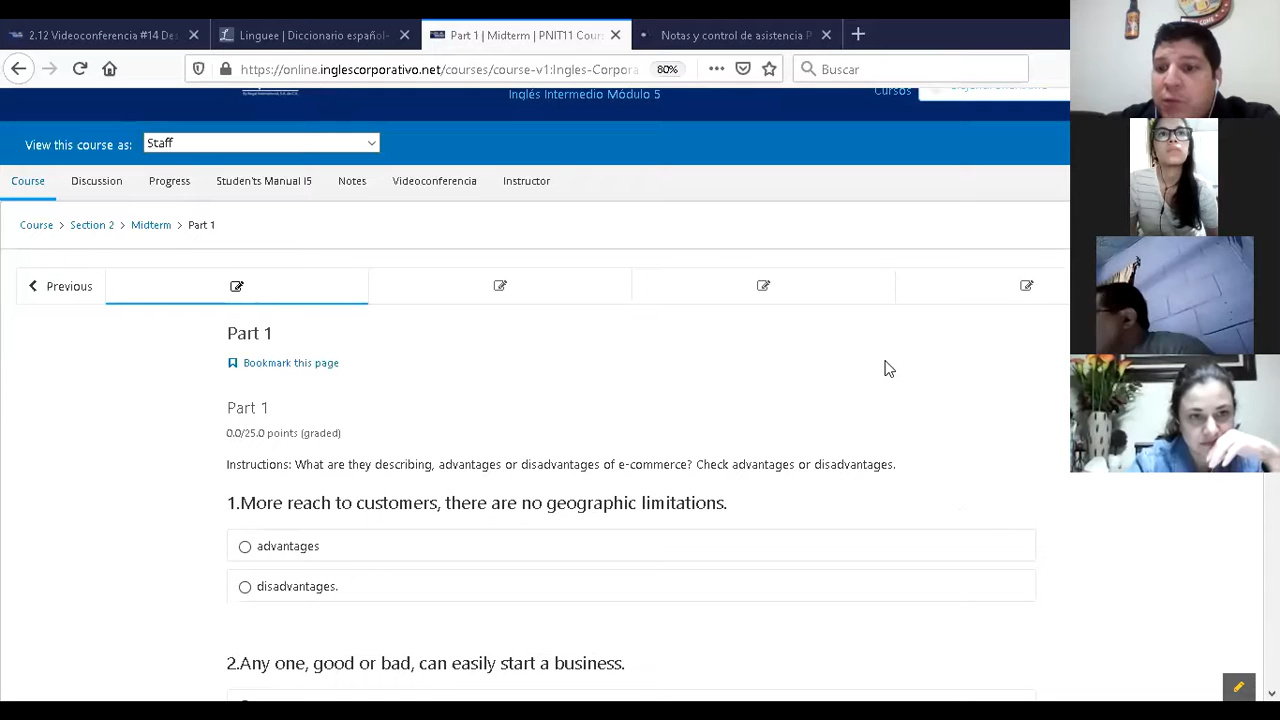 2.12 Videoconferencia #14 De
Linguee | Diccionario español-
Part 1 | Midterm | PNIT11 Cour
Notas y control de asistencia P
https://online.inglescorporativo.net/courses/course-v1:Ingles-Corpora
80%
Buscar
Inglés Intermedio Módulo 5
Cursos
View this course as:
Staff
Course
Discussion
Progress
Studen'ts Manual I5
Notes
Videoconferencia
Instructor
Course > Section 2 > Midterm > Part 1
Previous
Part 1
Bookmark this page
Part 1
0.0/25.0 points (graded)
Instructions: What are they describing, advantages or disadvantages of e-commerce? Check advantages or disadvantages.
1.More reach to customers, there are no geographic limitations.
advantages
disadvantages.
2.Any one, good or bad, can easily start a business.